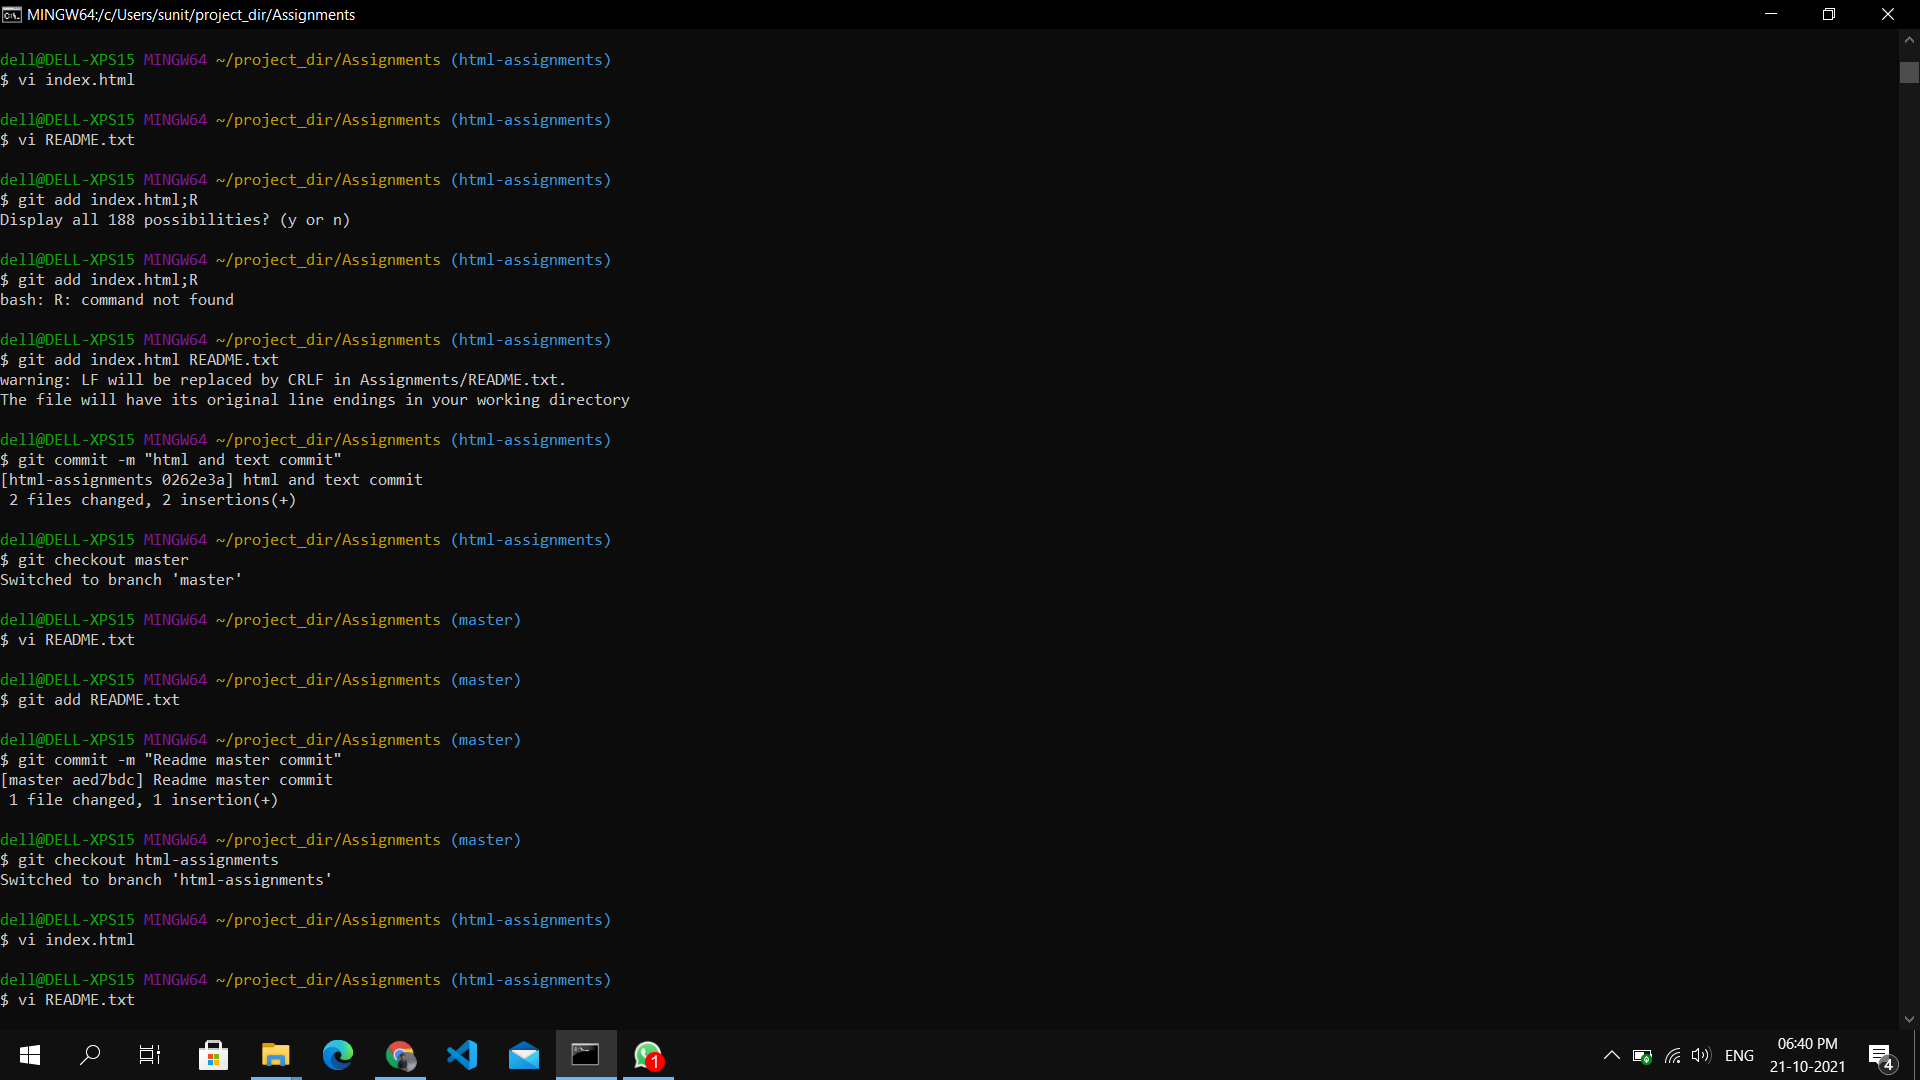 MINGW64:/c/Users/sunit/project_dir/Assignments
dell@DELL-XPS15 MINGW64 ~/project_dir/Assignments (html-assignments)
$ vi index.html
dell@DELL-XPS15 MINGW64 ~/project_dir/Assignments (html-assignments)
$ vi README.txt
dell@DELL-XPS15 MINGW64 ~/project_dir/Assignments (html-assignments)
$ git add index.html;R
Display all 188 possibilities? (y or n)
dell@DELL-XPS15 MINGW64 ~/project_dir/Assignments (html-assignments)
$ git add index.html;R
bash: R: command not found
dell@DELL-XPS15 MINGW64 ~/project_dir/Assignments (html-assignments)
$ git add index.html README.txt
warning: LF will be replaced by CRLF in Assignments/README.txt.
The file will have its original line endings in your working directory
dell@DELL-XPS15 MINGW64 ~/project_dir/Assignments (html-assignments)
$ git commit -m "html and text commit"
[html-assignments 0262e3a] html and text commit
 2 files changed, 2 insertions(+)
dell@DELL-XPS15 MINGW64 ~/project_dir/Assignments (html-assignments)
$ git checkout master
Switched to branch 'master'
dell@DELL-XPS15 MINGW64 ~/project_dir/Assignments (master)
$ vi README.txt
dell@DELL-XPS15 MINGW64 ~/project_dir/Assignments (master)
$ git add README.txt
dell@DELL-XPS15 MINGW64 ~/project_dir/Assignments (master)
$ git commit -m "Readme master commit"
[master aed7bdc] Readme master commit
 1 file changed, 1 insertion(+)
dell@DELL-XPS15 MINGW64 ~/project_dir/Assignments (master)
$ git checkout html-assignments
Switched to branch 'html-assignments'
dell@DELL-XPS15 MINGW64 ~/project_dir/Assignments (html-assignments)
$ vi index.html
dell@DELL-XPS15 MINGW64 ~/project_dir/Assignments (html-assignments)
$ vi README.txt
1
ENG
06:40 PM
21-10-2021
4